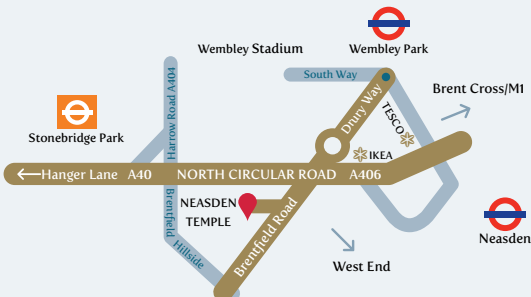 Wembley Stadium
Wembley Park
South Way
Harrow Road A404
Drury Way
Brent Cross/M1
Stonebridge Park
TESCO
IKEA
Hanger Lane A40 NORTH CIRCULAR ROAD A406
NEASDEN
TEMPLE
Brentfield
Brentfield Road
Neasden
Hillside
West End